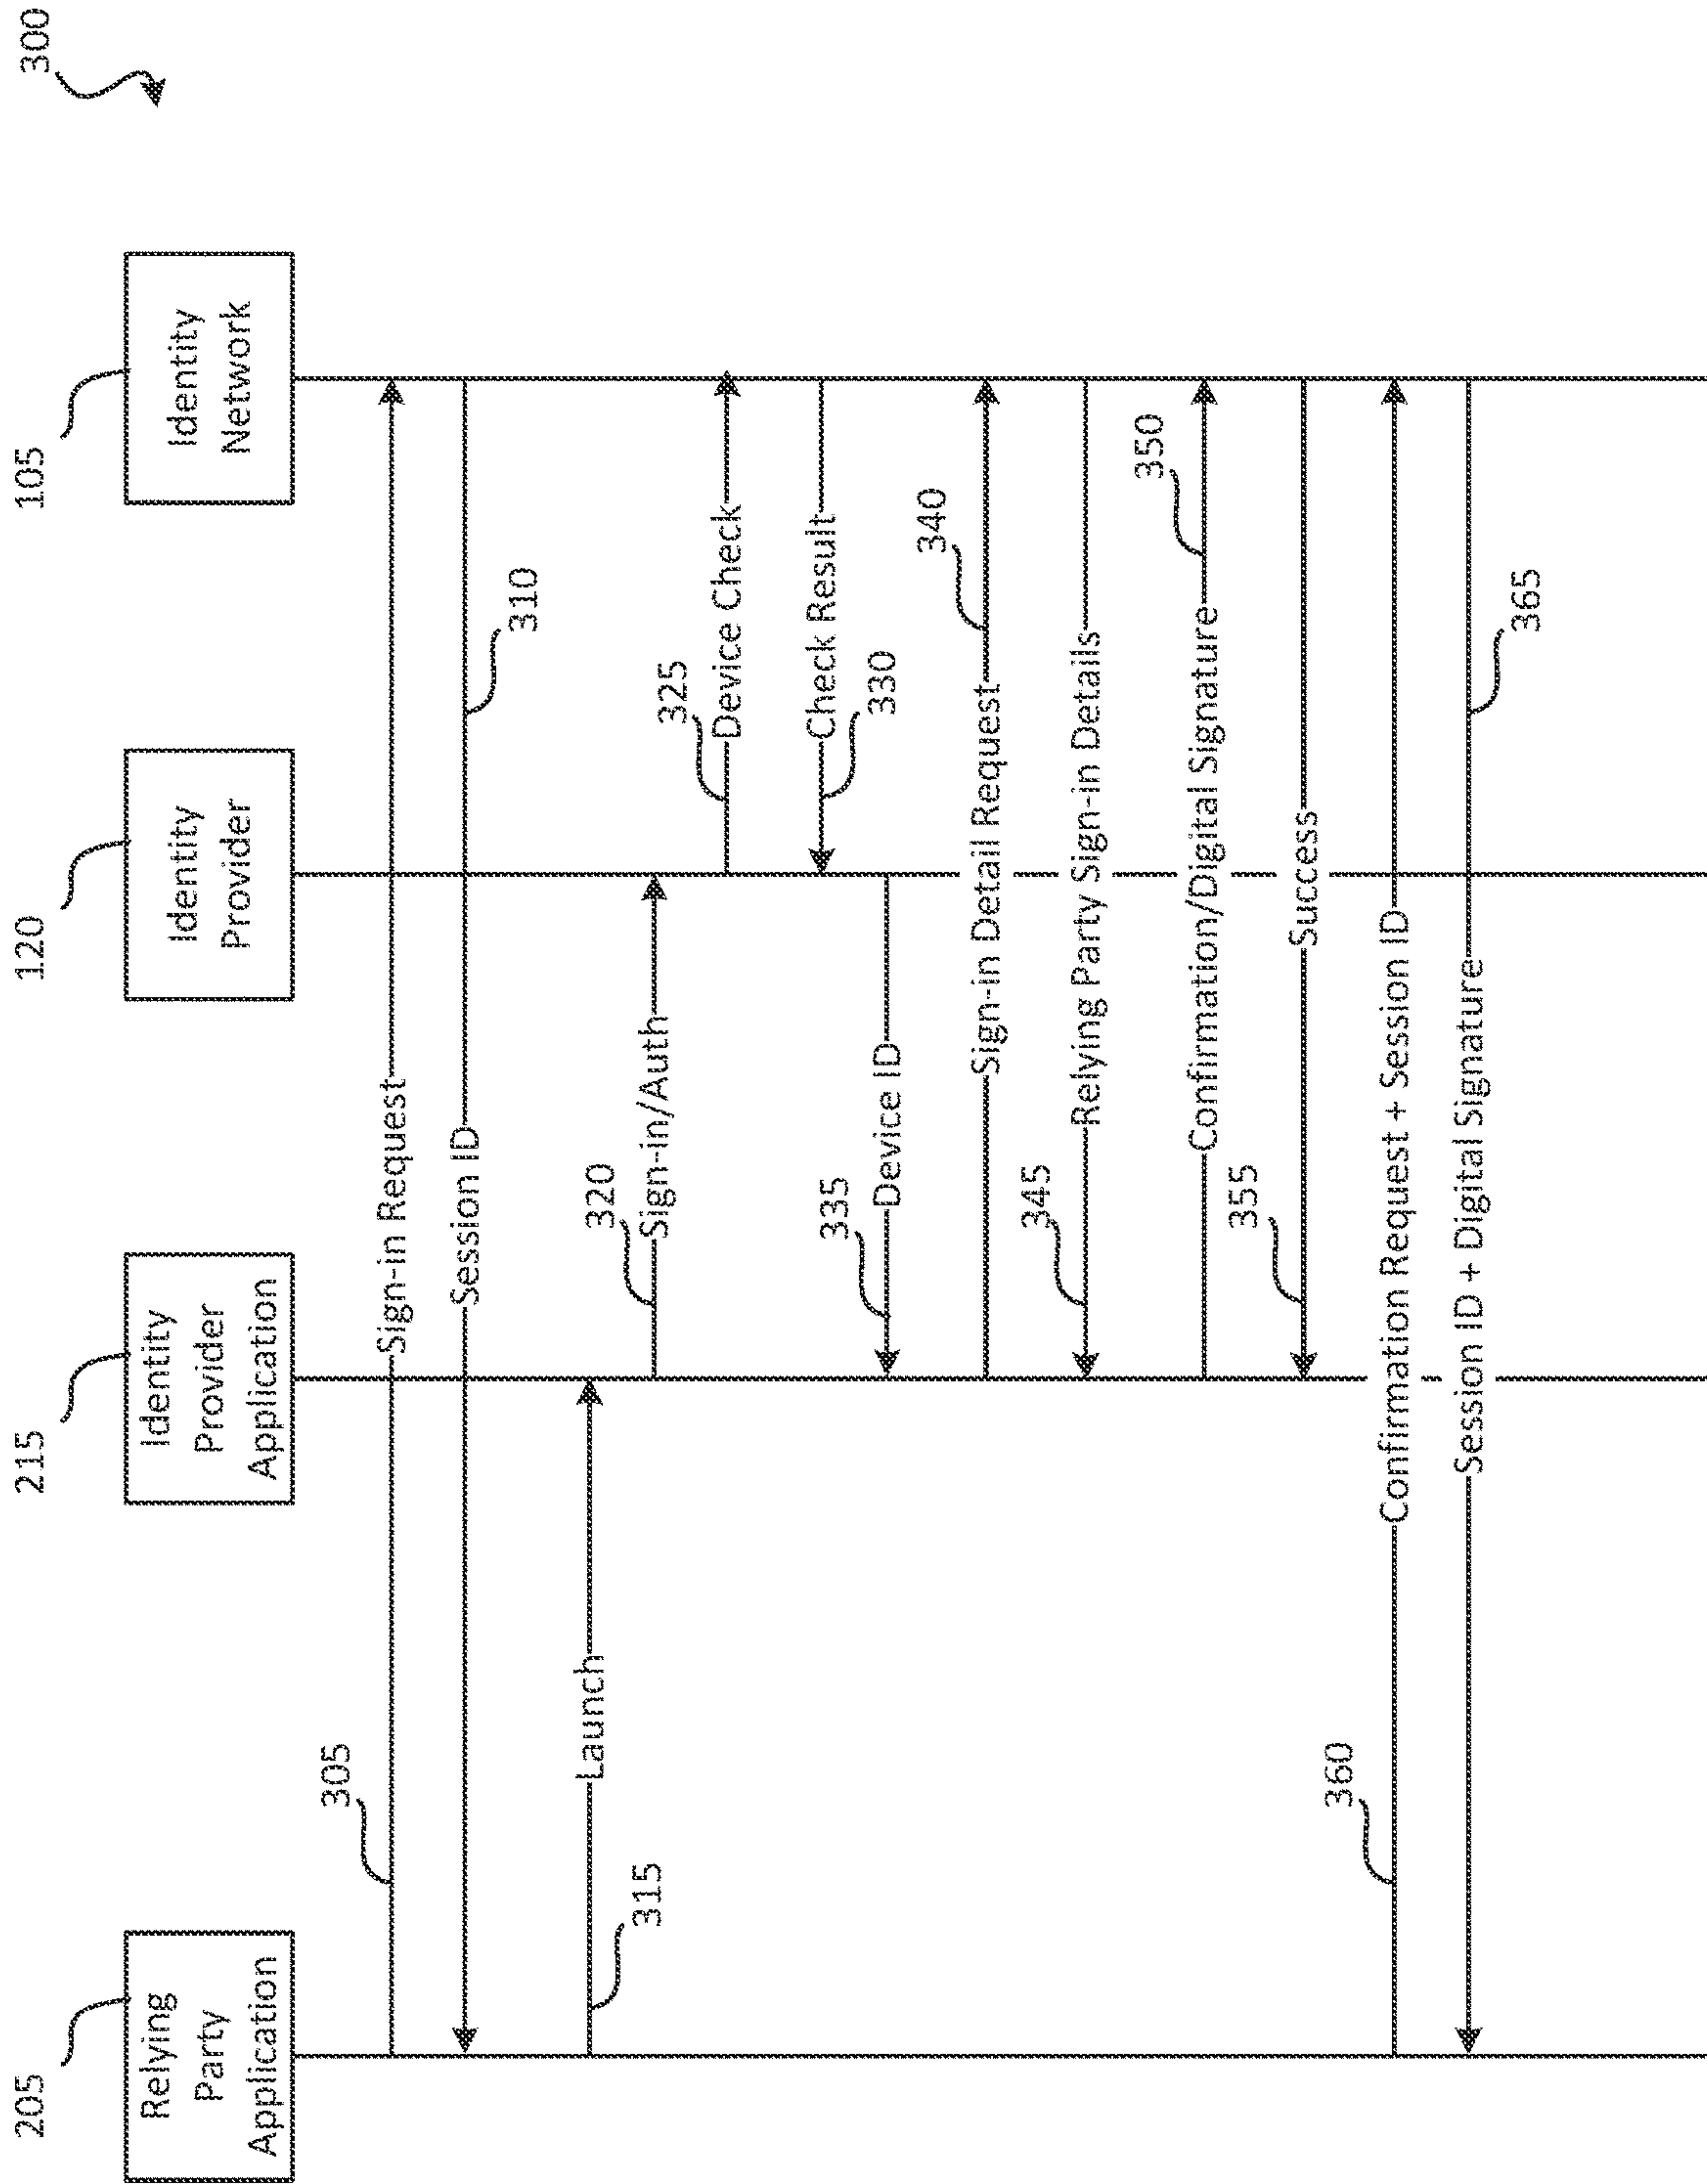 300
205
Relying
Party
Application
215
Identity
Provider
Application
120
Identity
Provider
105
Identity
Network
305
Sign-in Request
Session ID
310
Launch
315
320
Sign-in/Auth
325
Device Check
Check Result
330
335
Device ID
340
Sign-in Detail Request
345
Relying Party Sign-in Details
350
Confirmation/Digital Signature
355
Success
360
Confirmation Request + Session ID
Session ID + Digital Signature
365